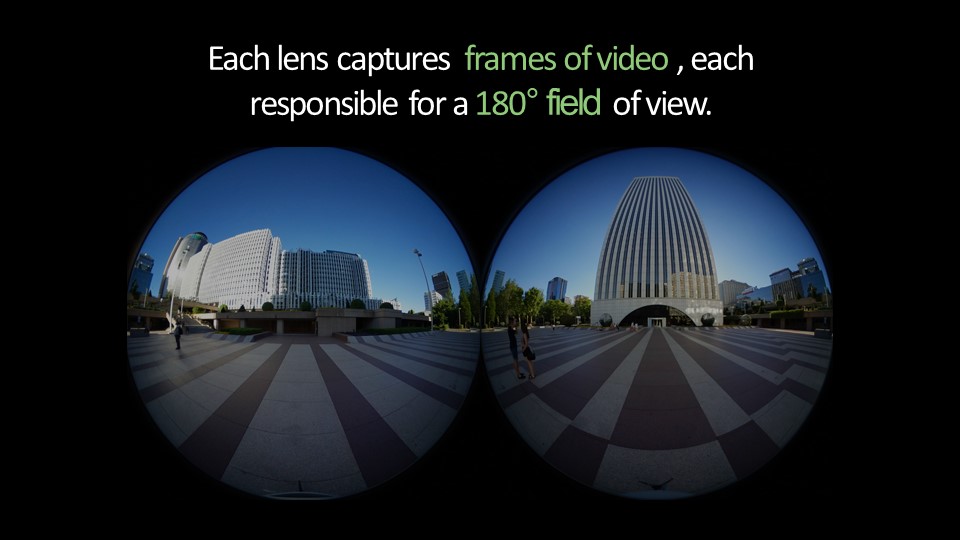 Each lens captures frames of video , each
responsible for a 180° field of view.